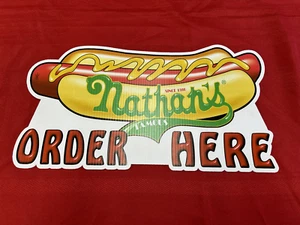 SINCE 1916
Nathan's
FAMOUS
ORDER HERE